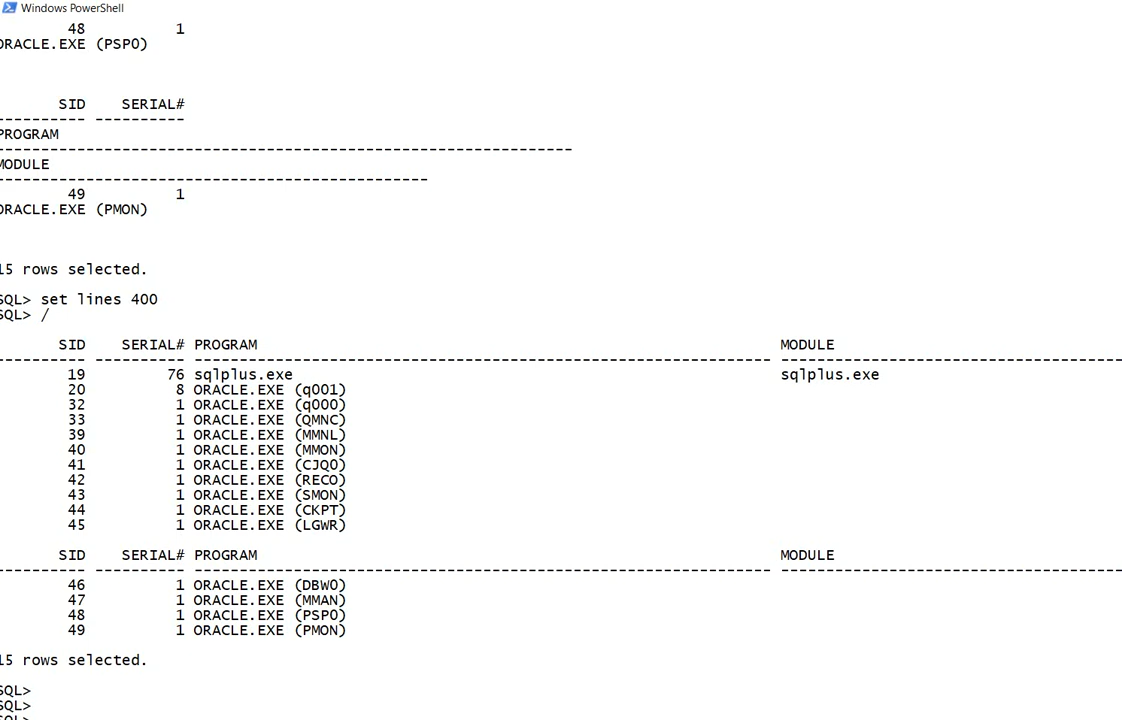 Windows PowerShell
48 1
ORACLE.EXE (PSP0)
SID SERIAL#
---------- ----------
PROGRAM
----------------------------------------------------------------
MODULE
------------------------------------------------
49 1
ORACLE.EXE (PMON)
15 rows selected.
SQL> set lines 400
SQL> /
SID SERIAL# PROGRAM MODULE
---------- ---------- ---------------------------------------------------------------- --------------------------------------
19 76 sqlplus.exe sqlplus.exe
20 8 ORACLE.EXE (q001)
32 1 ORACLE.EXE (q000)
33 1 ORACLE.EXE (QMNC)
39 1 ORACLE.EXE (MMNL)
40 1 ORACLE.EXE (MMON)
41 1 ORACLE.EXE (CJQ0)
42 1 ORACLE.EXE (RECO)
43 1 ORACLE.EXE (SMON)
44 1 ORACLE.EXE (CKPT)
45 1 ORACLE.EXE (LGWR)
SID SERIAL# PROGRAM MODULE
---------- ---------- ---------------------------------------------------------------- --------------------------------------
46 1 ORACLE.EXE (DBW0)
47 1 ORACLE.EXE (MMAN)
48 1 ORACLE.EXE (PSP0)
49 1 ORACLE.EXE (PMON)
15 rows selected.
SQL>
SQL>
SQL>